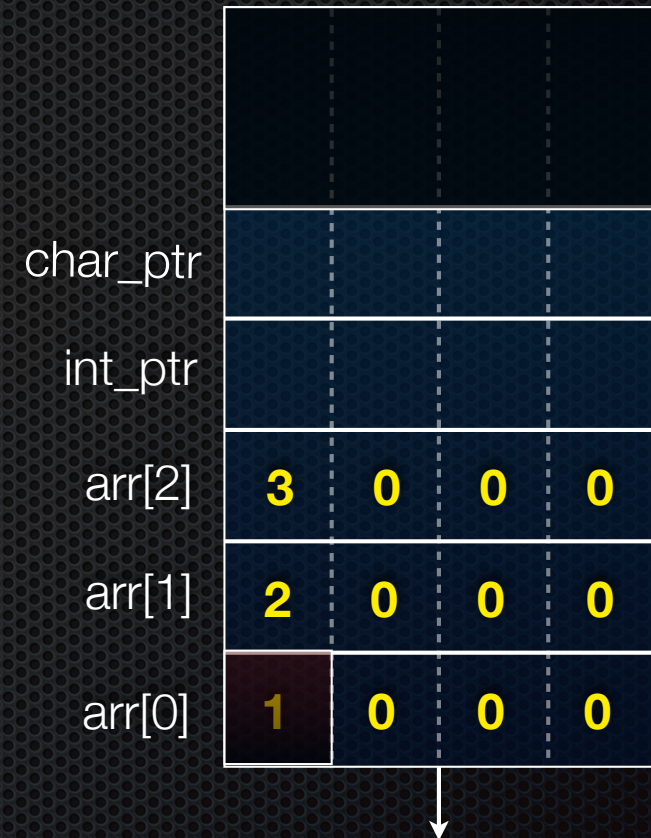 char_ptr
int_ptr
arr[2] 3 0 0 0
arr[1] 2 0 0 0
arr[0] 1 0 0 0